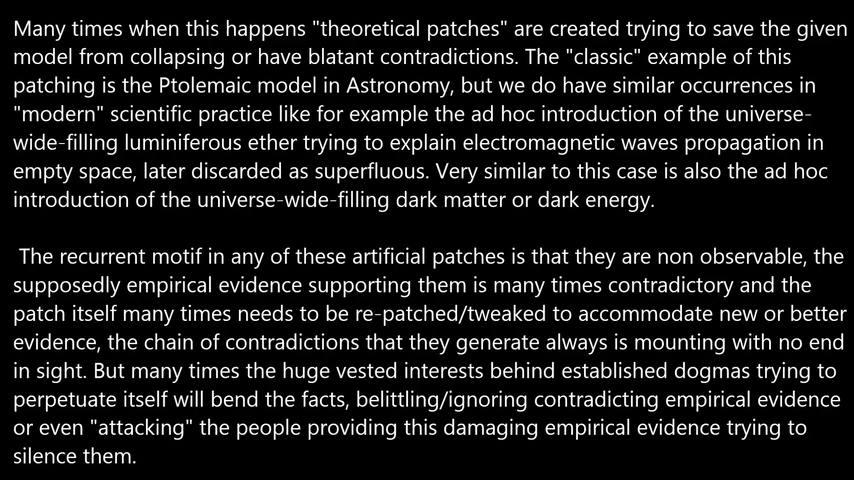 Many times when this happens "theoretical patches" are created trying to save the given
model from collapsing or have blatant contradictions. The "classic" example of this
patching is the Ptolemaic model in Astronomy, but we do have similar occurrences in
"modern" scientific practice like for example the ad hoc introduction of the universe-
wide-filling luminiferous ether trying to explain electromagnetic waves propagation in
empty space, later discarded as superfluous. Very similar to this case is also the ad hoc
introduction of the universe-wide-filling dark matter or dark energy.
The recurrent motif in any of these artificial patches is that they are non observable, the
supposedly empirical evidence supporting them is many times contradictory and the
patch itself many times needs to be re-patched/tweaked to accommodate new or better
evidence, the chain of contradictions that they generate always is mounting with no end
in sight. But many times the huge vested interests behind established dogmas trying to
perpetuate itself will bend the facts, belittling/ignoring contradicting empirical evidence
or even "attacking" the people providing this damaging empirical evidence trying to
silence them.